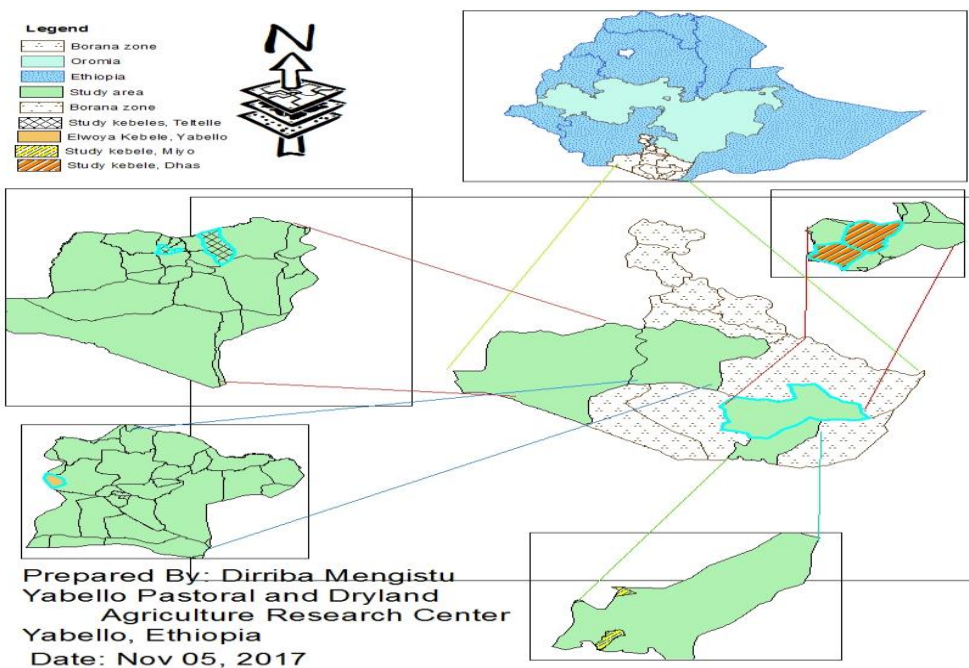 Legend
Borana zone
Oromia
Ethiopia
Study area
Borana zone
Study kebeles, Teltelle
Elwoya Kebele, Yabello
Study kebele, Miyo
Study kebele, Dhas
N
Prepared By: Dirriba Mengistu
Yabello Pastoral and Dryland
Agriculture Research Center
Yabello, Ethiopia
Date: Nov 05, 2017